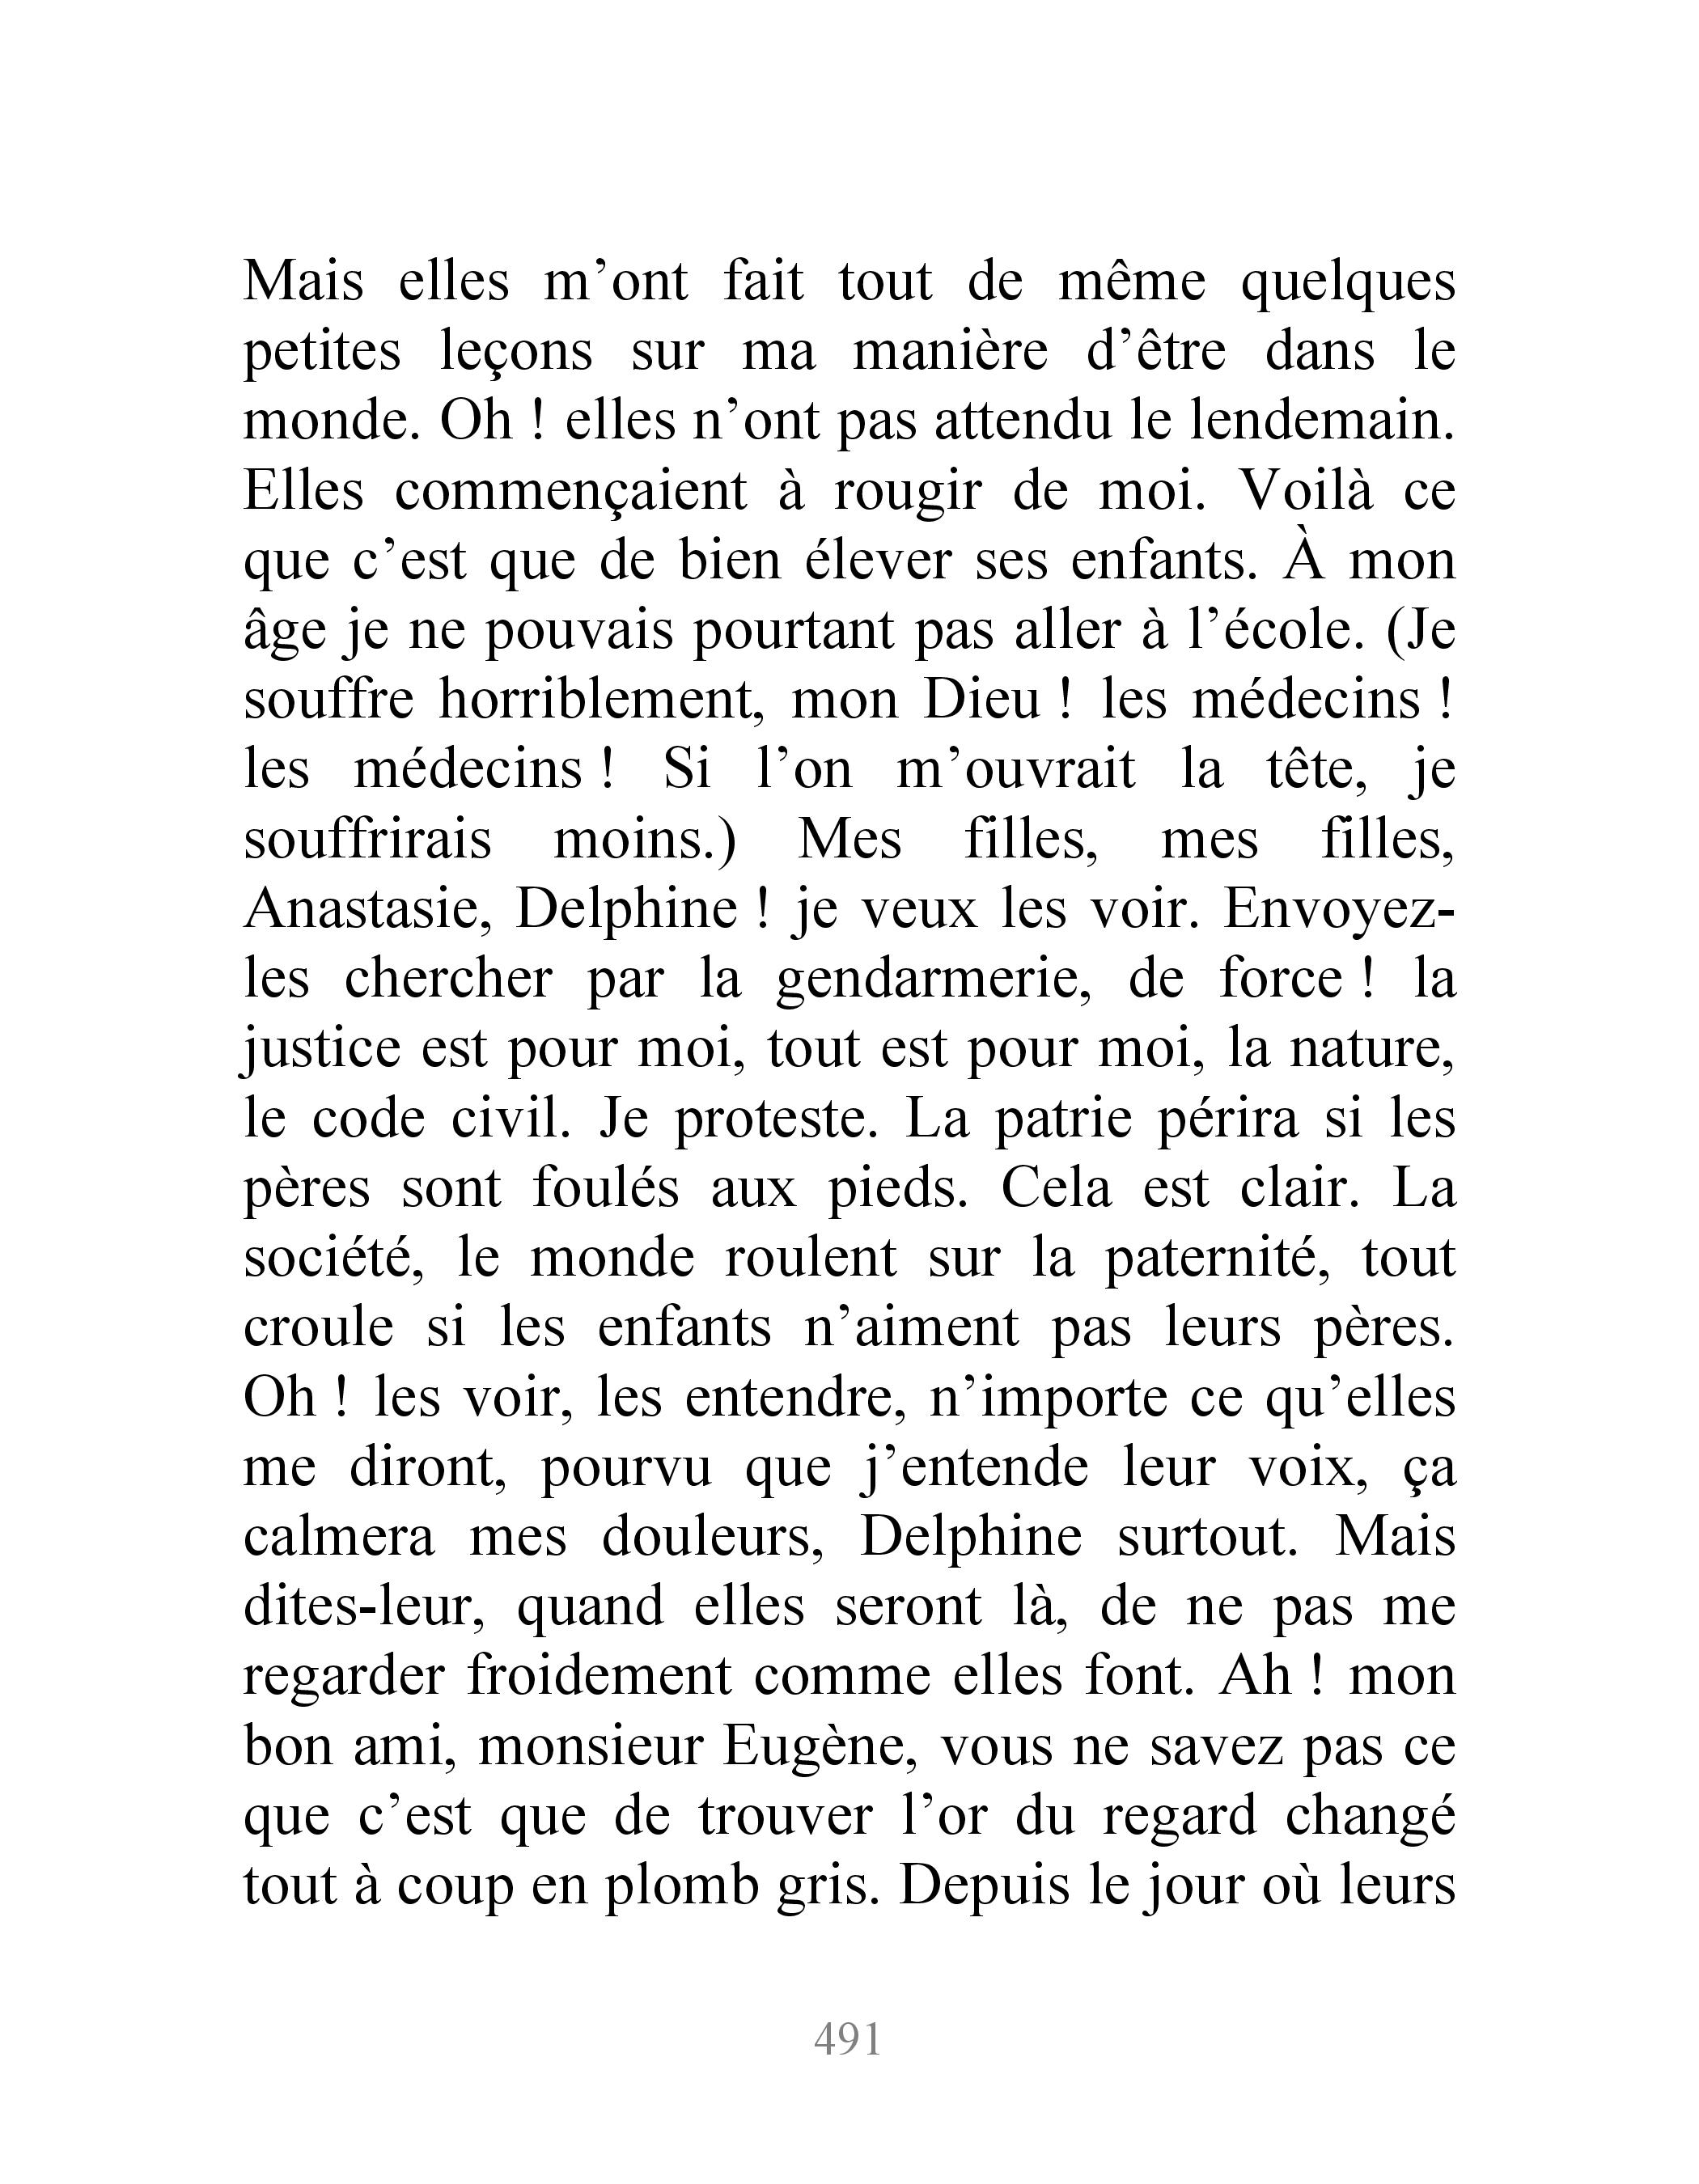 Mais elles m’ont fait tout de même quelques
petites leçons sur ma manière d’être dans le
monde. Oh ! elles n’ont pas attendu le lendemain.
Elles commençaient à rougir de moi. Voilà ce
que c’est que de bien élever ses enfants. À mon
âge je ne pouvais pourtant pas aller à l’école. (Je
souffre horriblement, mon Dieu ! les médecins !
les médecins ! Si l’on m’ouvrait la tête, je
souffrirais moins.) Mes filles, mes filles,
Anastasie, Delphine ! je veux les voir. Envoyez-
les chercher par la gendarmerie, de force ! la
justice est pour moi, tout est pour moi, la nature,
le code civil. Je proteste. La patrie périra si les
pères sont foulés aux pieds. Cela est clair. La
société, le monde roulent sur la paternité, tout
croule si les enfants n’aiment pas leurs pères.
Oh ! les voir, les entendre, n’importe ce qu’elles
me diront, pourvu que j’entende leur voix, ça
calmera mes douleurs, Delphine surtout. Mais
dites-leur, quand elles seront là, de ne pas me
regarder froidement comme elles font. Ah ! mon
bon ami, monsieur Eugène, vous ne savez pas ce
que c’est que de trouver l’or du regard changé
tout à coup en plomb gris. Depuis le jour où leurs
491